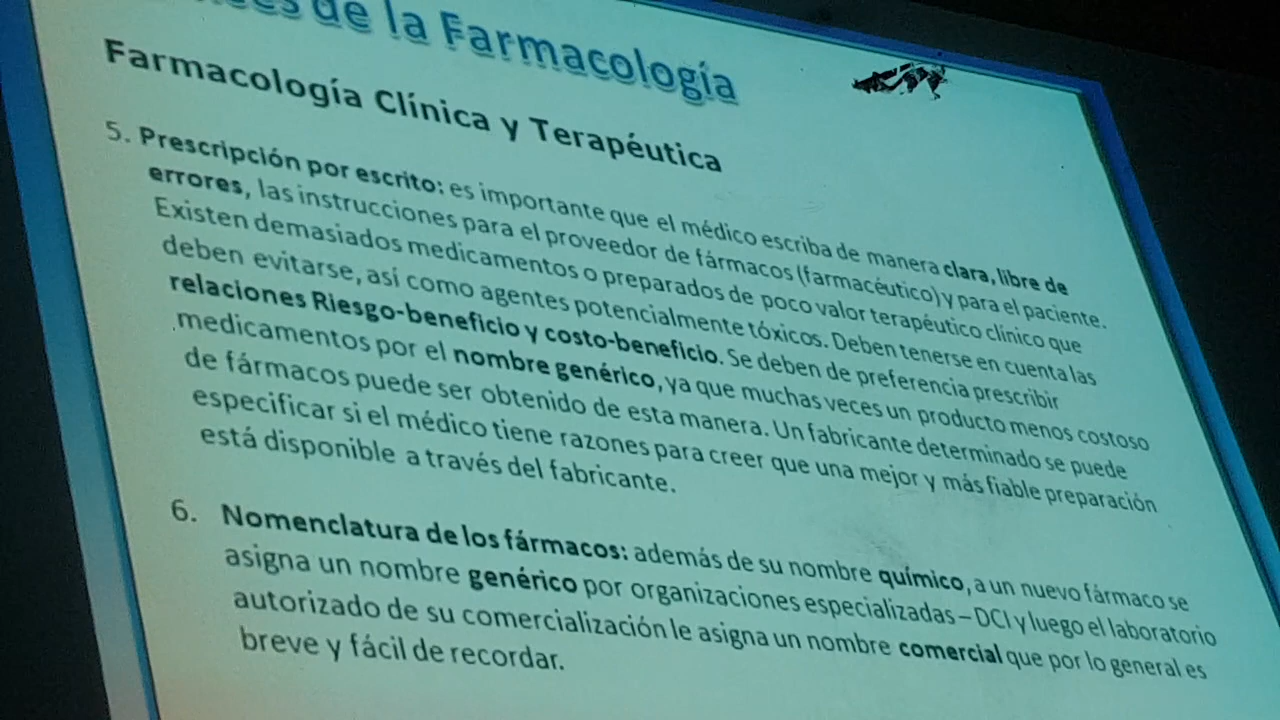 de la Farmacología
Farmacología Clínica y Terapéutica
5. Prescripción por escrito: es importante que el médico escriba de manera clara, libre de
errores, las instrucciones para el proveedor de fármacos (farmacéutico) y para el paciente.
Existen demasiados medicamentos o preparados de poco valor terapéutico clínico que
deben evitarse, así como agentes potencialmente tóxicos. Deben tenerse en cuenta las
relaciones Riesgo-beneficio y costo-beneficio. Se deben de preferencia prescribir
medicamentos por el nombre genérico, ya que muchas veces un producto menos costoso
de fármacos puede ser obtenido de esta manera. Un fabricante determinado se puede
especificar si el médico tiene razones para creer que una mejor y más fiable preparación
está disponible a través del fabricante.
6. Nomenclatura de los fármacos: además de su nombre químico, a un nuevo fármaco se
asigna un nombre genérico por organizaciones especializadas – DCI y luego el laboratorio
autorizado de su comercialización le asigna un nombre comercial que por lo general es
breve y fácil de recordar.